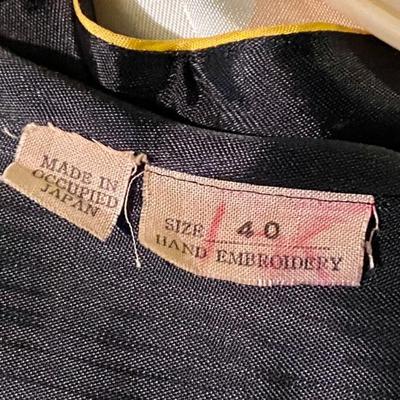 MADE IN
OCCUPIED
JAPAN
SIZE 40
HAND EMBROIDERY